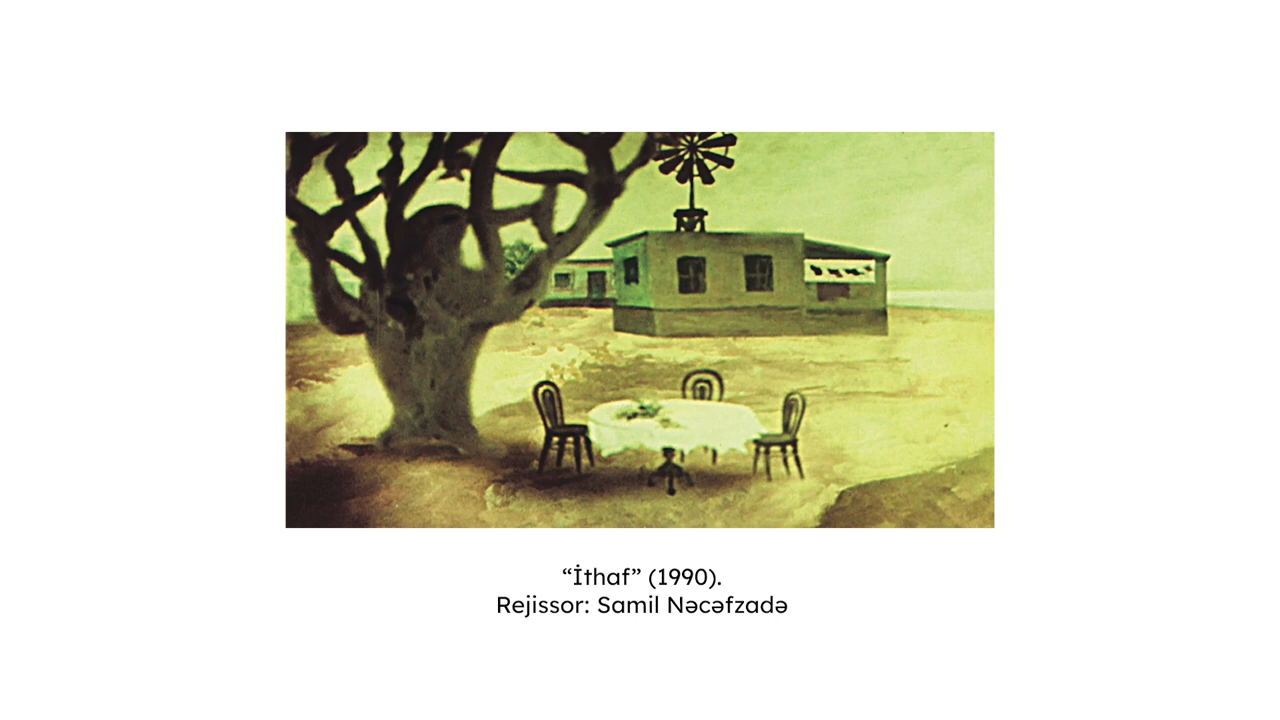 “İthaf” (1990).
Rejissor: Samil Nəcəfzadə